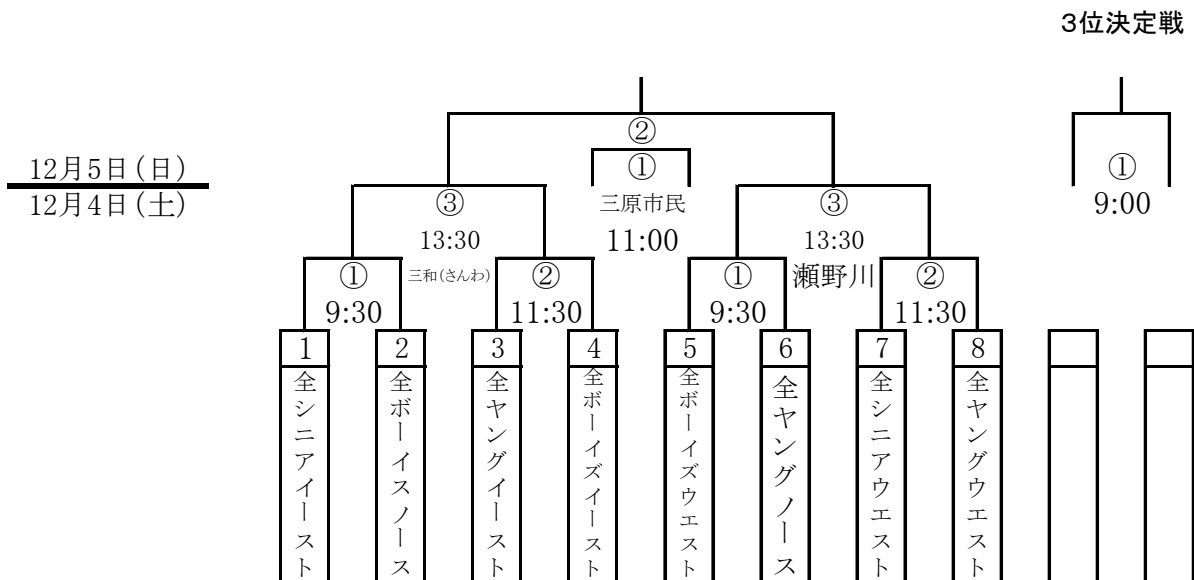 3位決定戦
②
12月5日(日)
①
①
12月4日(土)
③
三原市民
③
9:00
13:30
11:00
13:30
①
三和(さんわ)
②
①
瀬野川
②
9:30
11:30
9:30
11:30
1
2
3
4
5
6
7
8
全シニアイースト
全ボーイスノース
全ヤングイースト
全ボーイズイースト
全ボーイズウエスト
全ヤングノース
全シニアウエスト
全ヤングウエスト